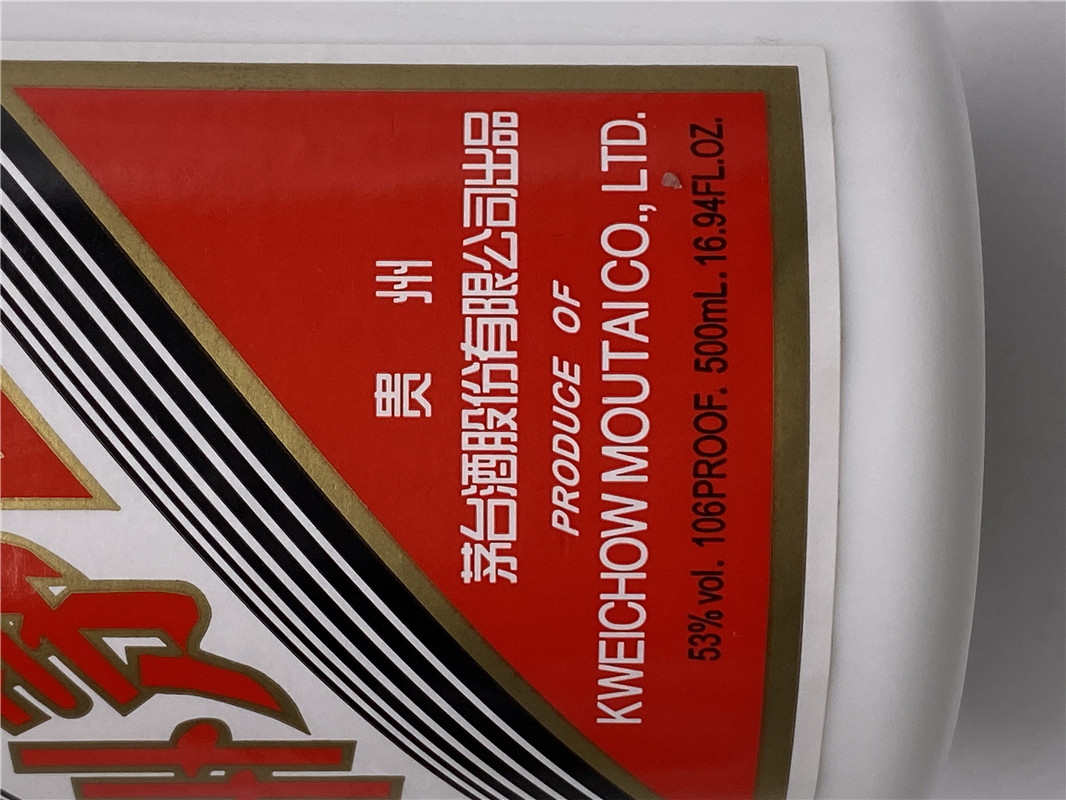 贵 州
茅台酒股份有限公司出品
PRODUCE OF
KWEICHOW MOUTAI CO., LTD.
53% vol. 106PROOF. 500mL. 16.94FL.OZ.